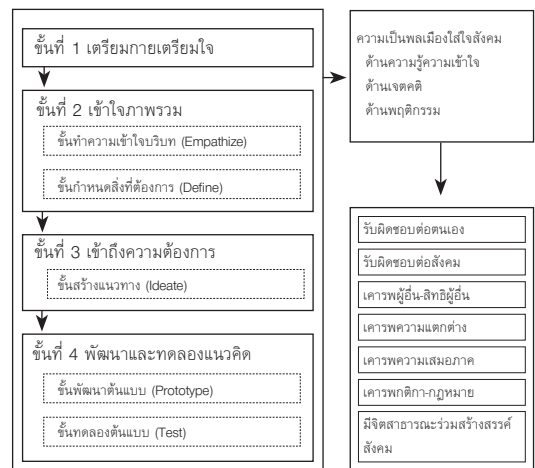 ขั้นที่ 1 เตรียมกายเตรียมใจ
ขั้นที่ 2 เข้าใจภาพรวม
ขั้นทำความเข้าใจบริบท (Empathize)
ขั้นกำหนดสิ่งที่ต้องการ (Define)
ขั้นที่ 3 เข้าถึงความต้องการ
ขั้นสร้างแนวทาง (Ideate)
ขั้นที่ 4 พัฒนาและทดลองแนวคิด
ขั้นพัฒนาต้นแบบ (Prototype)
ขั้นทดลองต้นแบบ (Test)
ความเป็นพลเมืองใส่ใจสังคม
ด้านความรู้ความเข้าใจ
ด้านเจตคติ
ด้านพฤติกรรม
รับผิดชอบต่อตนเอง
รับผิดชอบต่อสังคม
เคารพผู้อื่น-สิทธิผู้อื่น
เคารพความแตกต่าง
เคารพความเสมอภาค
เคารพกติกา-กฎหมาย
มีจิตสาธารณะร่วมสร้างสรรค์
สังคม